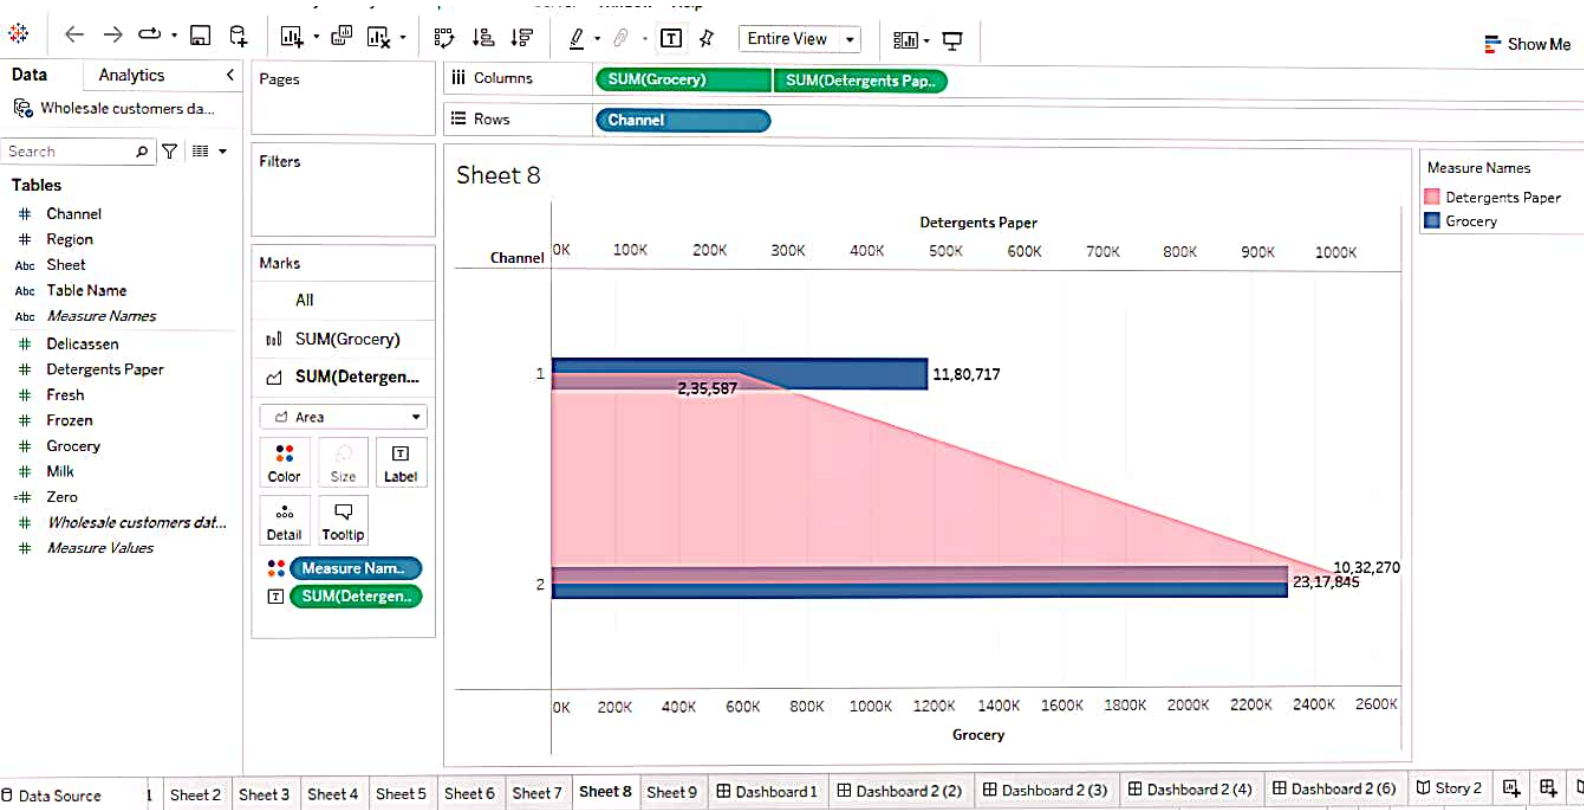 Entire View
Show Me
Data
Analytics
Pages
Columns
SUM(Grocery)
SUM(Detergents Pap..
Wholesale customers da...
Rows
Channel
Search
Filters
Sheet 8
Measure Names
Detergents Paper
Grocery
Tables
# Channel
# Region
Abc Sheet
Abc Table Name
Abc Measure Names
# Delicassen
# Detergents Paper
# Fresh
# Frozen
# Grocery
# Milk
=# Zero
# Wholesale customers dat...
# Measure Values
Marks
All
SUM(Grocery)
SUM(Detergen...
Area
Color
Size
Label
Detail
Tooltip
Measure Nam..
SUM(Detergen..
Detergents Paper
Channel
0K 100K 200K 300K 400K 500K 600K 700K 800K 900K 1000K
1
11,80,717
2,35,587
10,32,270
2
23,17,845
0K 200K 400K 600K 800K 1000K 1200K 1400K 1600K 1800K 2000K 2200K 2400K 2600K
Grocery
Data Source
1
Sheet 2
Sheet 3
Sheet 4
Sheet 5
Sheet 6
Sheet 7
Sheet 8
Sheet 9
Dashboard 1
Dashboard 2 (2)
Dashboard 2 (3)
Dashboard 2 (4)
Dashboard 2 (6)
Story 2